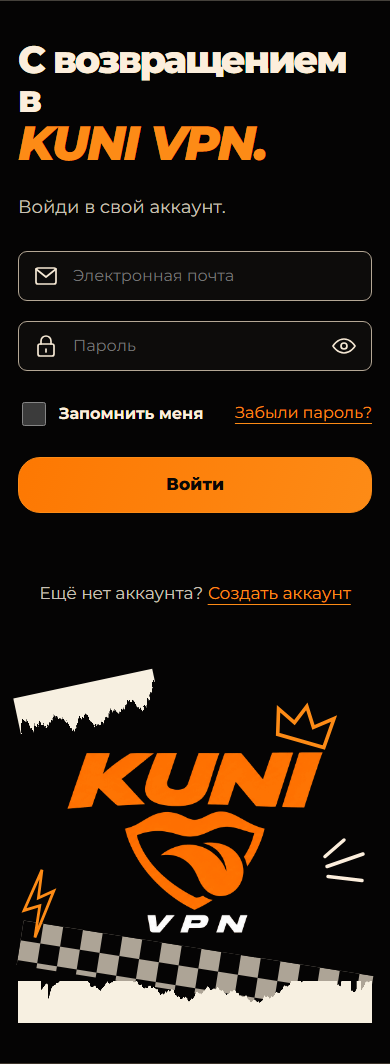 С возвращением
в
KUNI VPN.
Войди в свой аккаунт.
Электронная почта
Пароль
Запомнить меня
Забыли пароль?
Войти
Ещё нет аккаунта? Создать аккаунт
KUNI
VPN